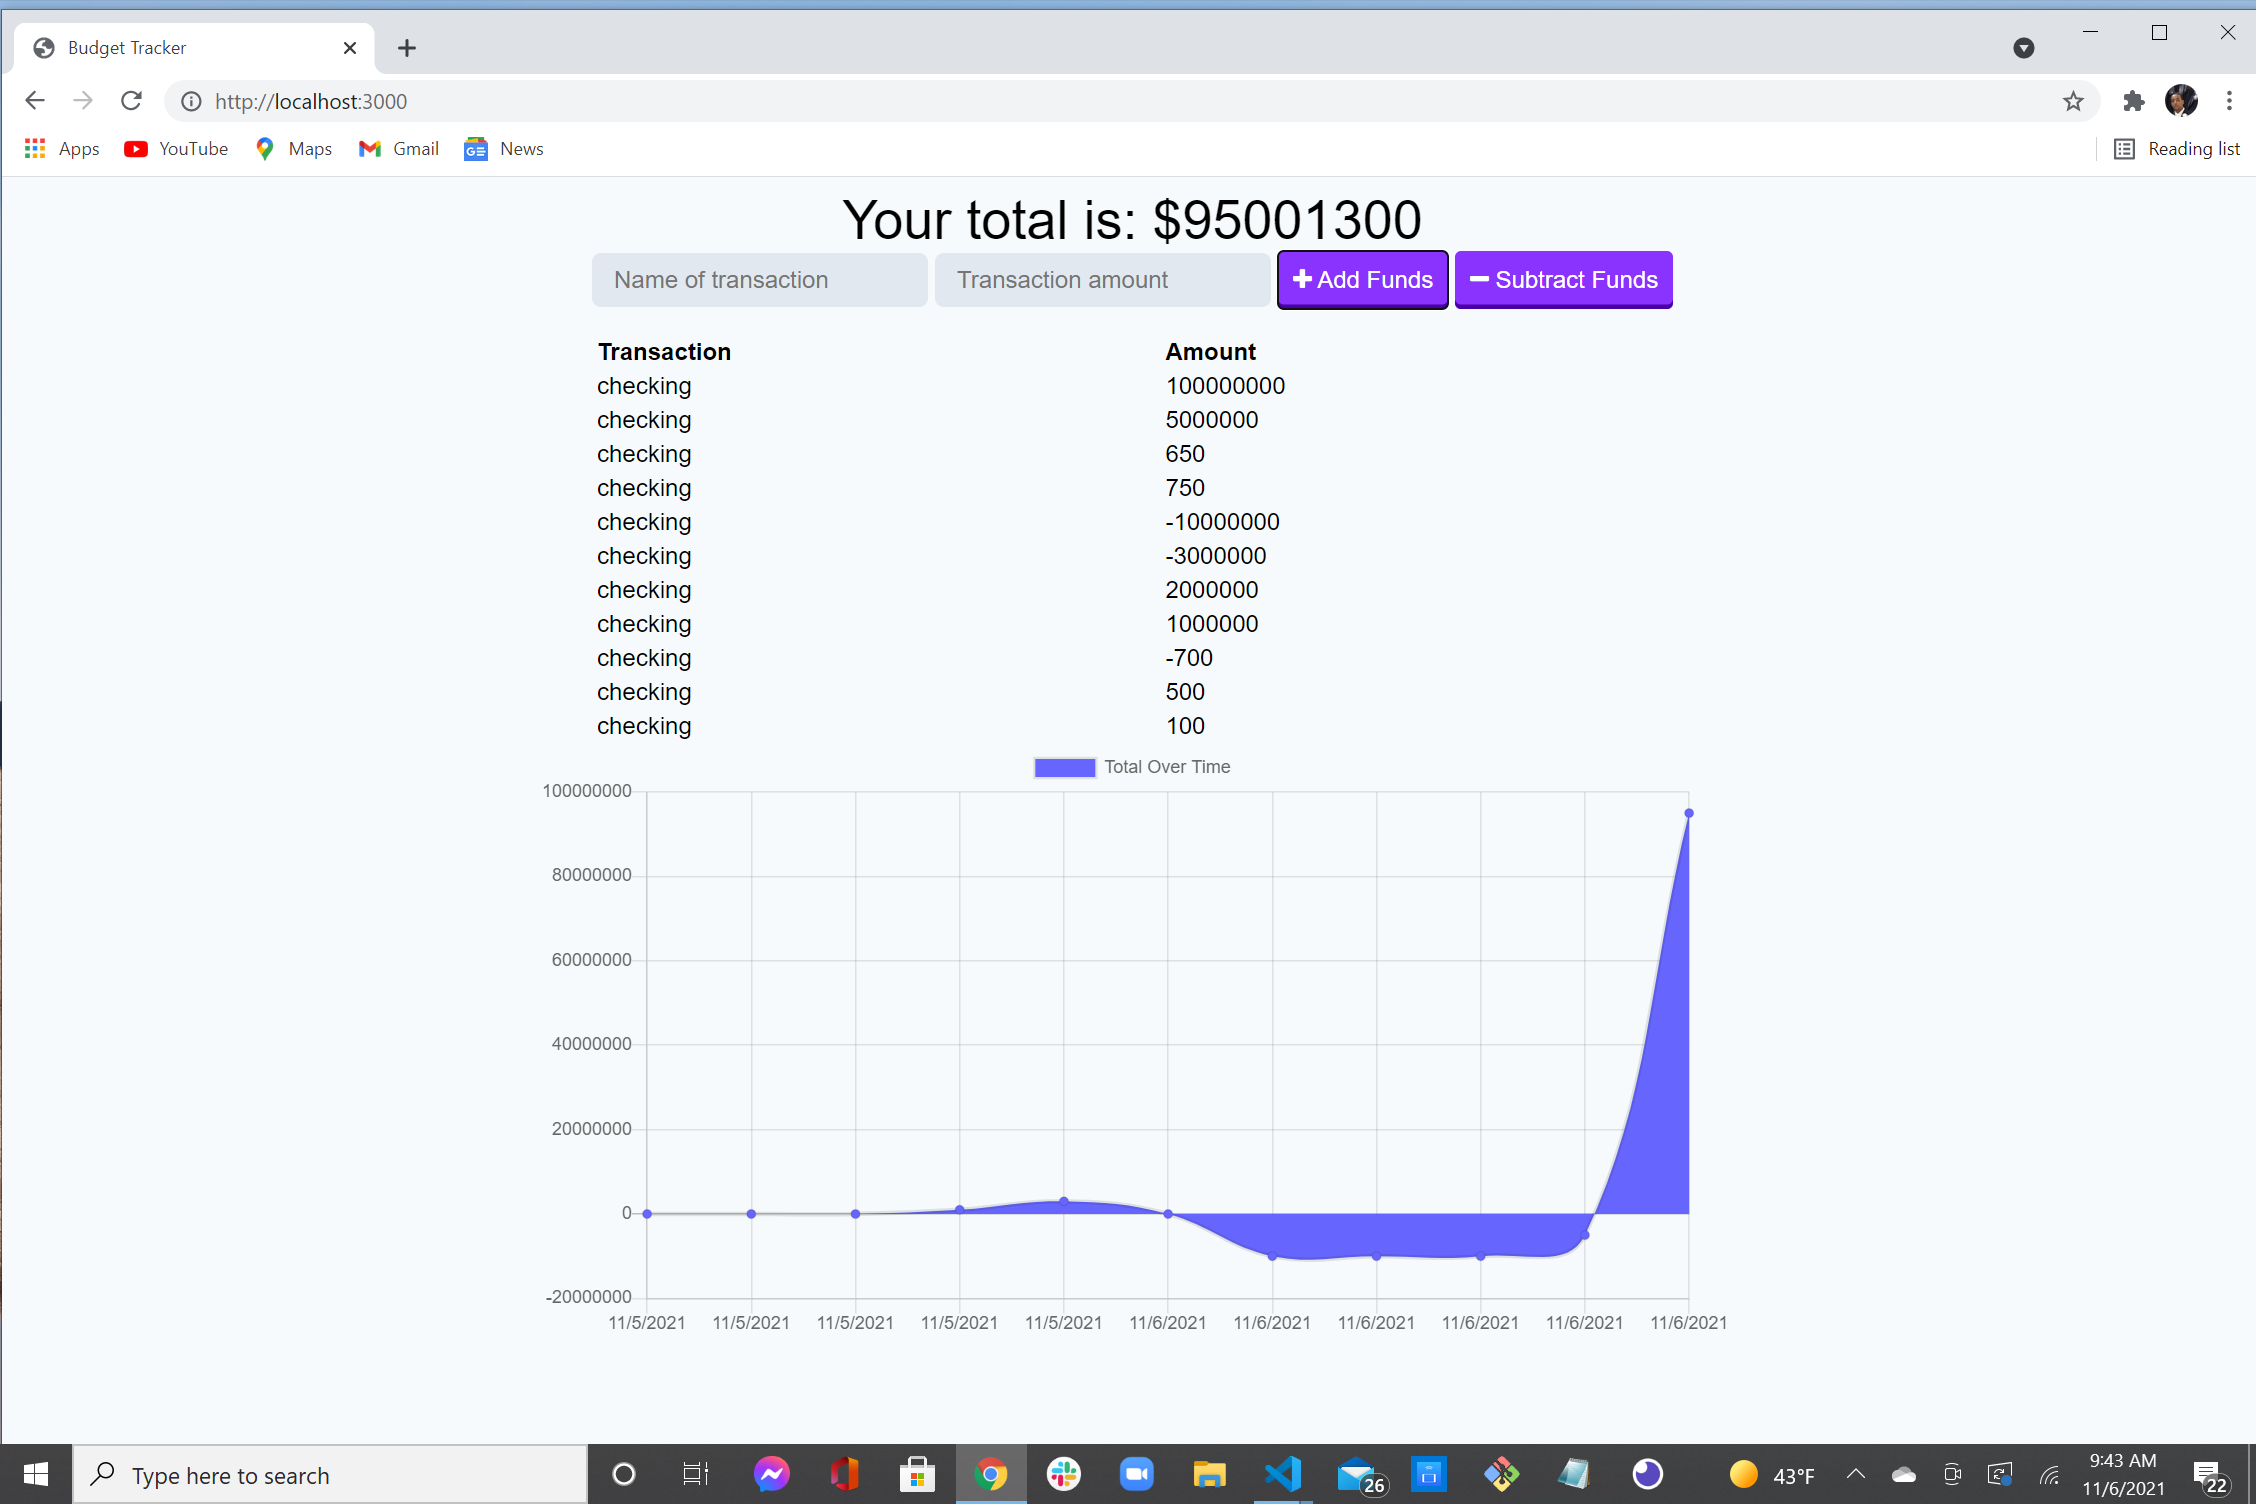 Budget Tracker
http://localhost:3000
Apps YouTube Maps Gmail GE News Reading list
Your total is: $95001300
Name of transaction Transaction amount Add Funds Subtract Funds
Transaction Amount
checking 100000000
checking 5000000
checking 650
checking 750
checking -10000000
checking -3000000
checking 2000000
checking 1000000
checking -700
checking 500
checking 100
Total Over Time
100000000
80000000
60000000
40000000
20000000
0
-20000000
11/5/2021 11/5/2021 11/5/2021 11/5/2021 11/5/2021 11/6/2021 11/6/2021 11/6/2021 11/6/2021 11/6/2021 11/6/2021
Type here to search 26 43°F 9:43 AM 22
11/6/2021